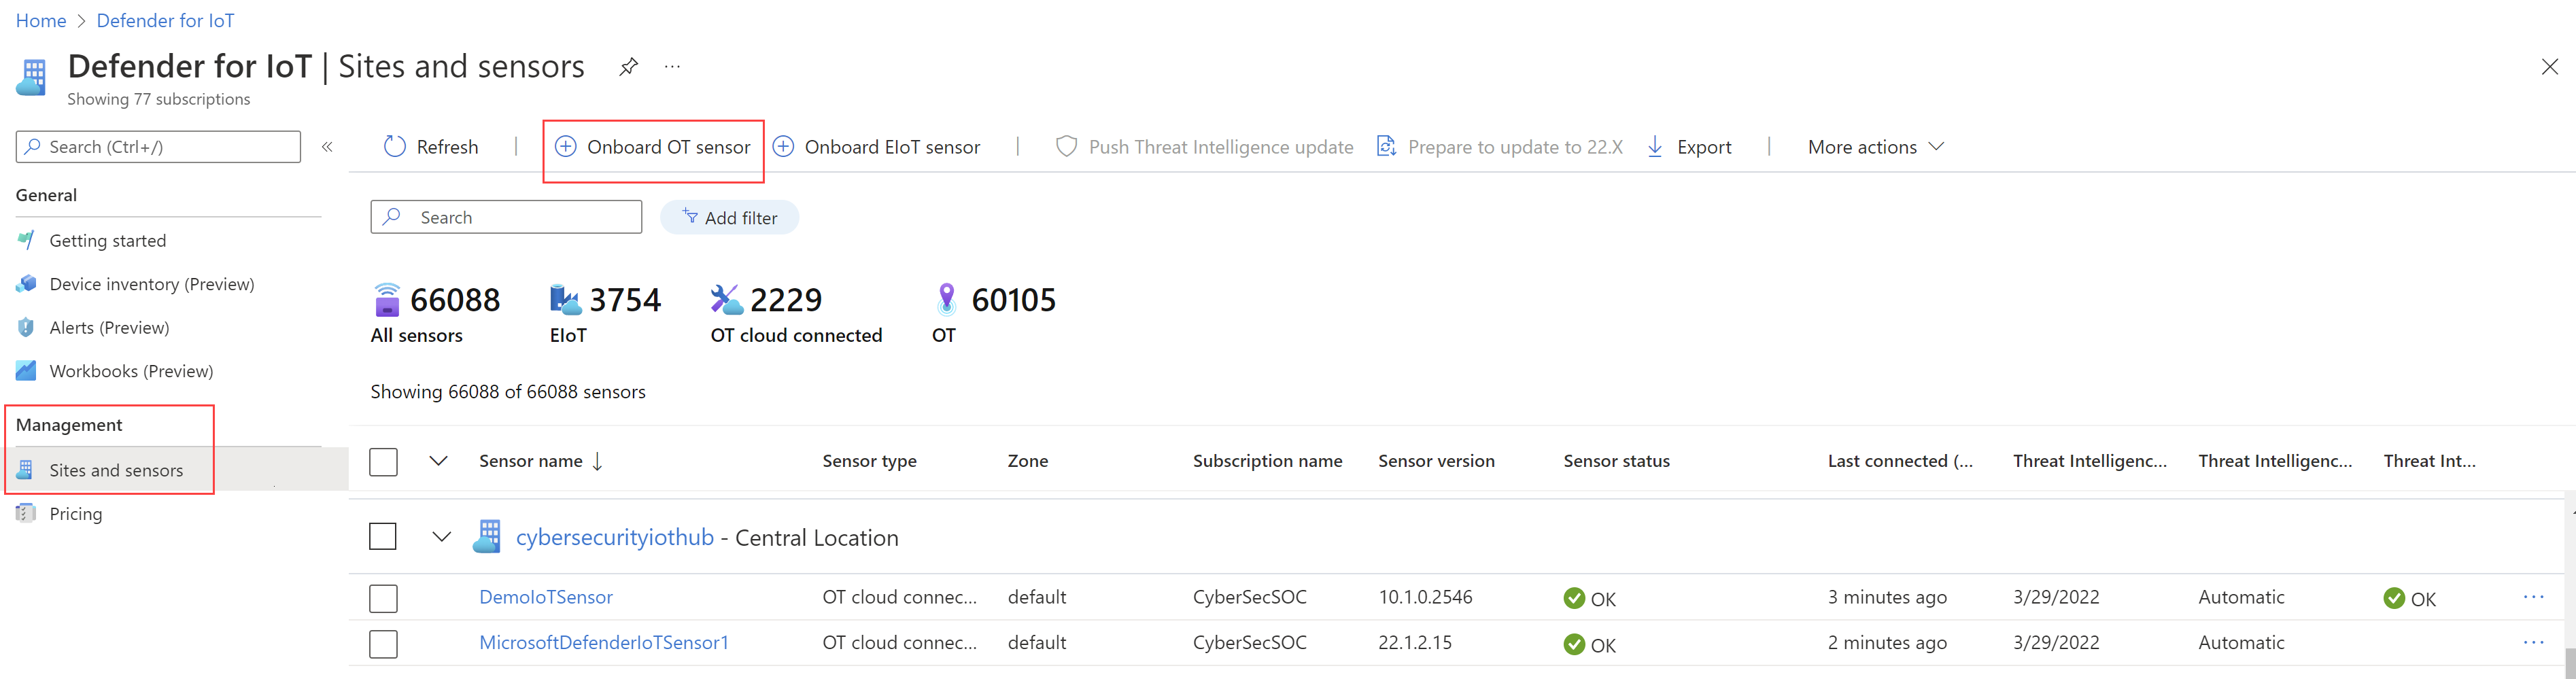 Home > Defender for IoT
Defender for IoT | Sites and sensors ...
Showing 77 subscriptions
Search (Ctrl+/) «
Refresh | Onboard OT sensor Onboard EIoT sensor | Push Threat Intelligence update Prepare to update to 22.X Export | More actions
General
Getting started
Device inventory (Preview)
Alerts (Preview)
Workbooks (Preview)
Management
Sites and sensors
Pricing
Search Add filter
66088 3754 2229 60105
All sensors EIoT OT cloud connected OT
Showing 66088 of 66088 sensors
Sensor name ↓ Sensor type Zone Subscription name Sensor version Sensor status Last connected (... Threat Intelligenc... Threat Intelligenc... Threat Int...
cybersecurityiothub - Central Location
DemoIoTSensor OT cloud connec... default CyberSecSOC 10.1.0.2546 OK 3 minutes ago 3/29/2022 Automatic OK ...
MicrosoftDefenderIoTSensor1 OT cloud connec... default CyberSecSOC 22.1.2.15 OK 2 minutes ago 3/29/2022 Automatic ...